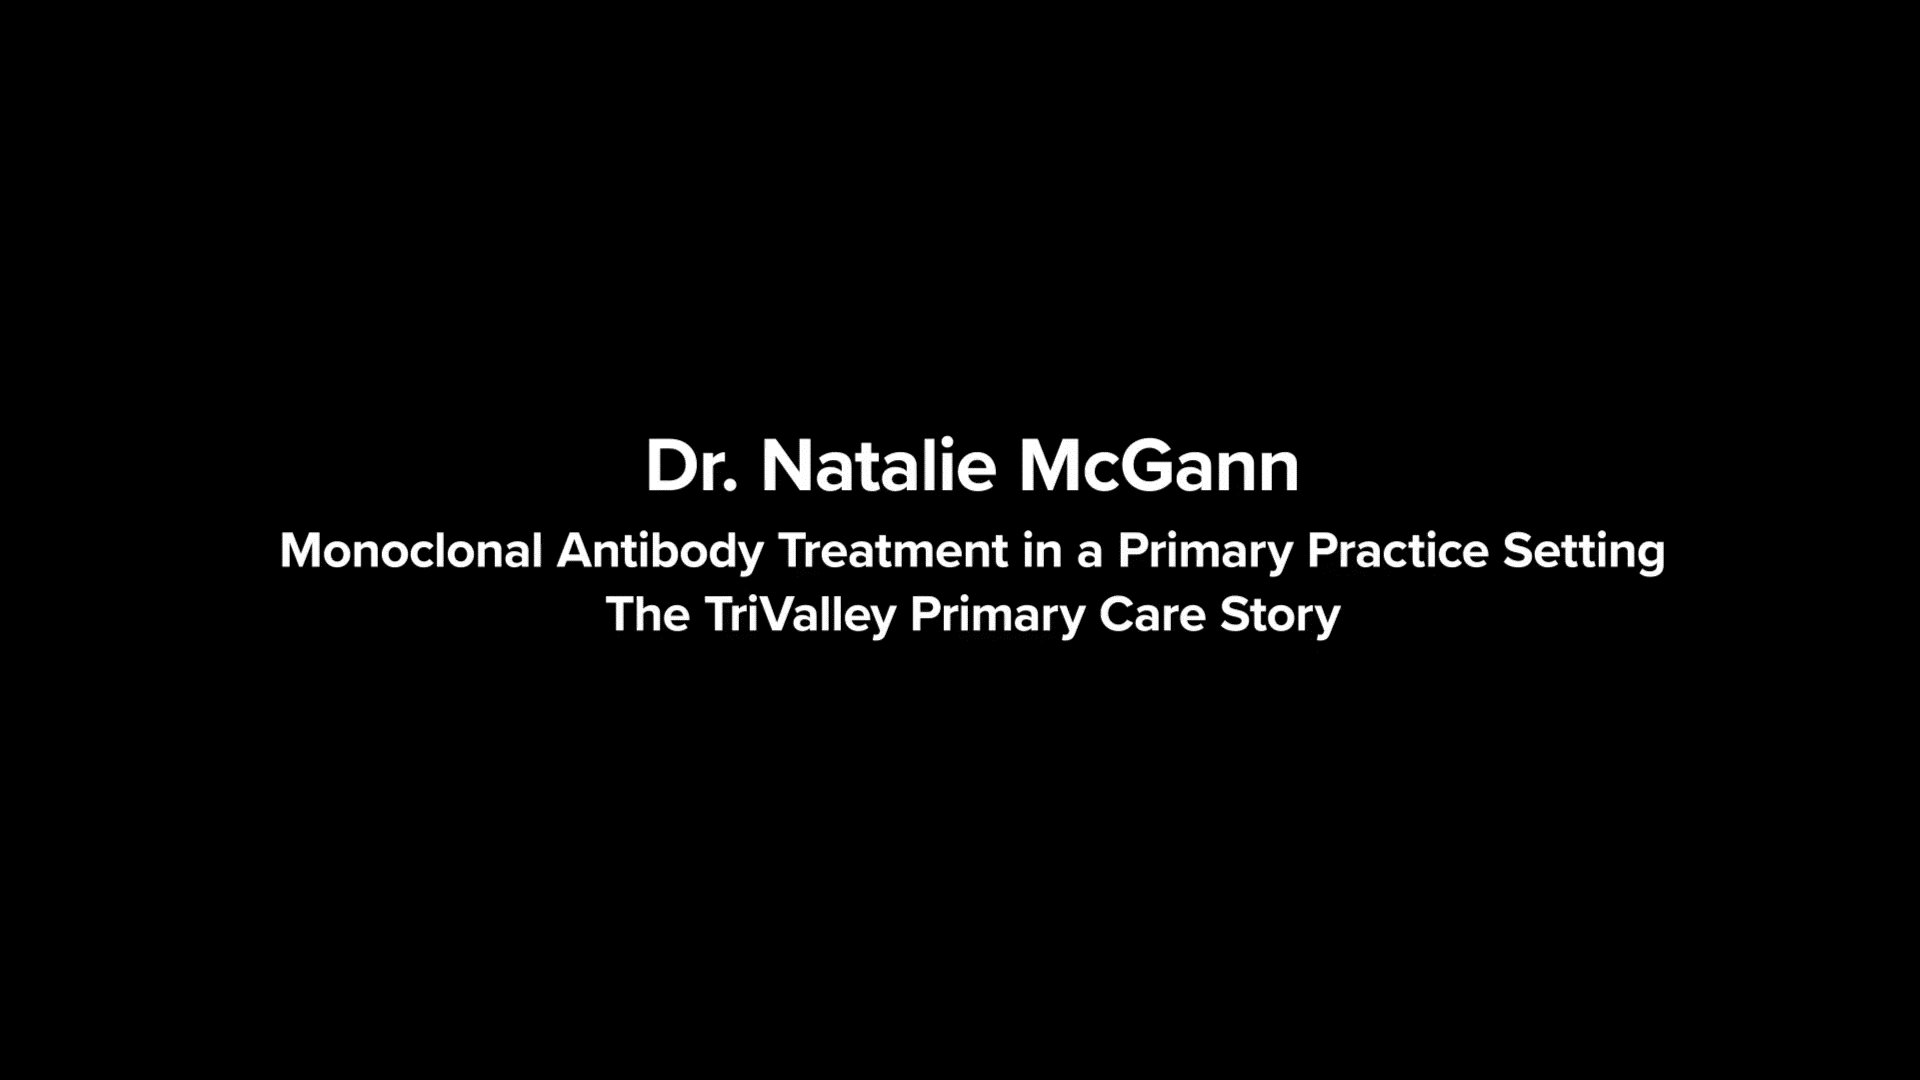 Dr. Natalie McGann
Monoclonal Antibody Treatment in a Primary Practice Setting
The TriValley Primary Care Story